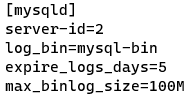 [mysqld]
server-id=2
log_bin=mysql-bin
expire_logs_days=5
max_binlog_size=100M